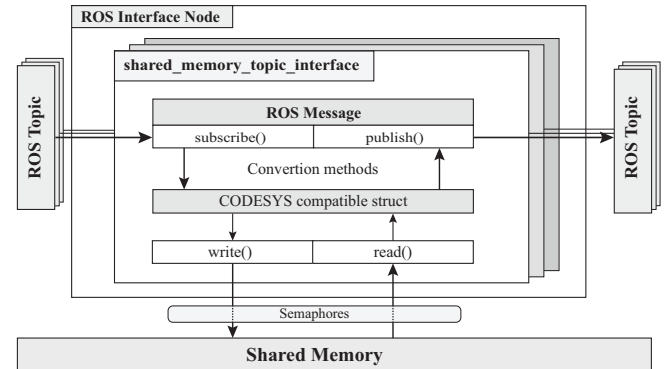 ROS Interface Node
shared_memory_topic_interface
ROS Topic
ROS Message
subscribe()
publish()
ROS Topic
Convertion methods
CODESYS compatible struct
write()
read()
Semaphores
Shared Memory